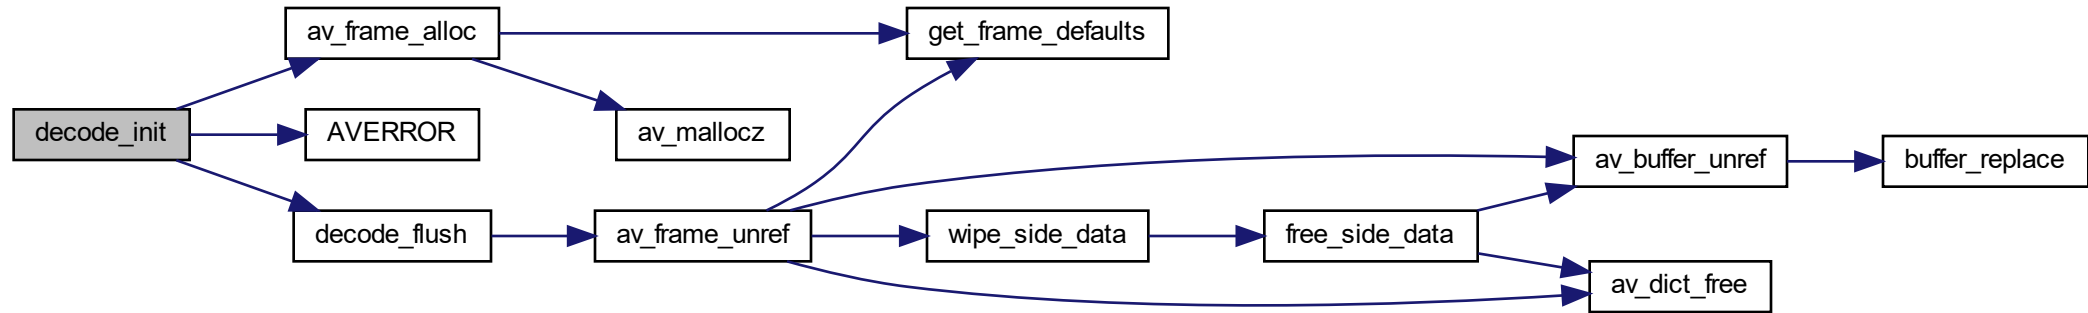 decode_init
av_frame_alloc
AVERROR
decode_flush
get_frame_defaults
av_mallocz
av_frame_unref
wipe_side_data
free_side_data
av_buffer_unref
av_dict_free
buffer_replace